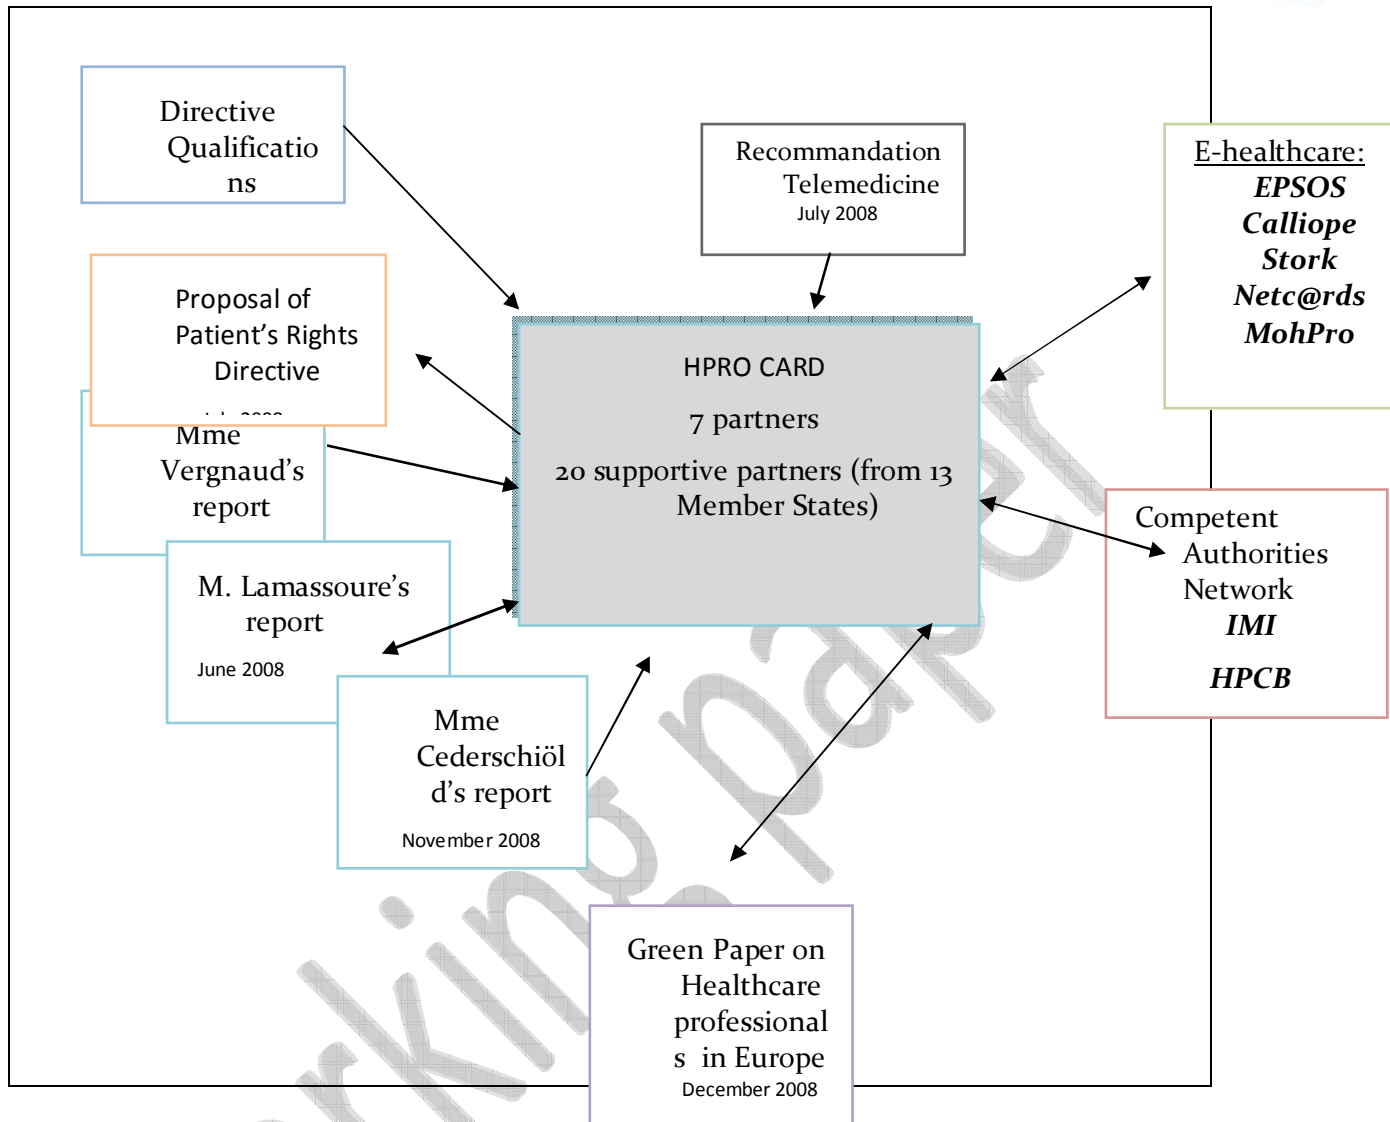 Directive
Qualificatio
ns
Recommandation
Telemedicine
July 2008
E-healthcare:
EPSOS
Calliope
Stork
Netc@rds
MohPro
Proposal of
Patient's Rights
Directive
HPRO CARD
7 partners
20 supportive partners (from 13
Member States)
Mme
Vergnaud's
report
Competent
Authorities
Network
IMI
HPCB
M. Lamassoure's
report
June 2008
Mme
Cederschiöl
d's report
November 2008
Green Paper on
Healthcare
professional
s in Europe
December 2008
rking paper